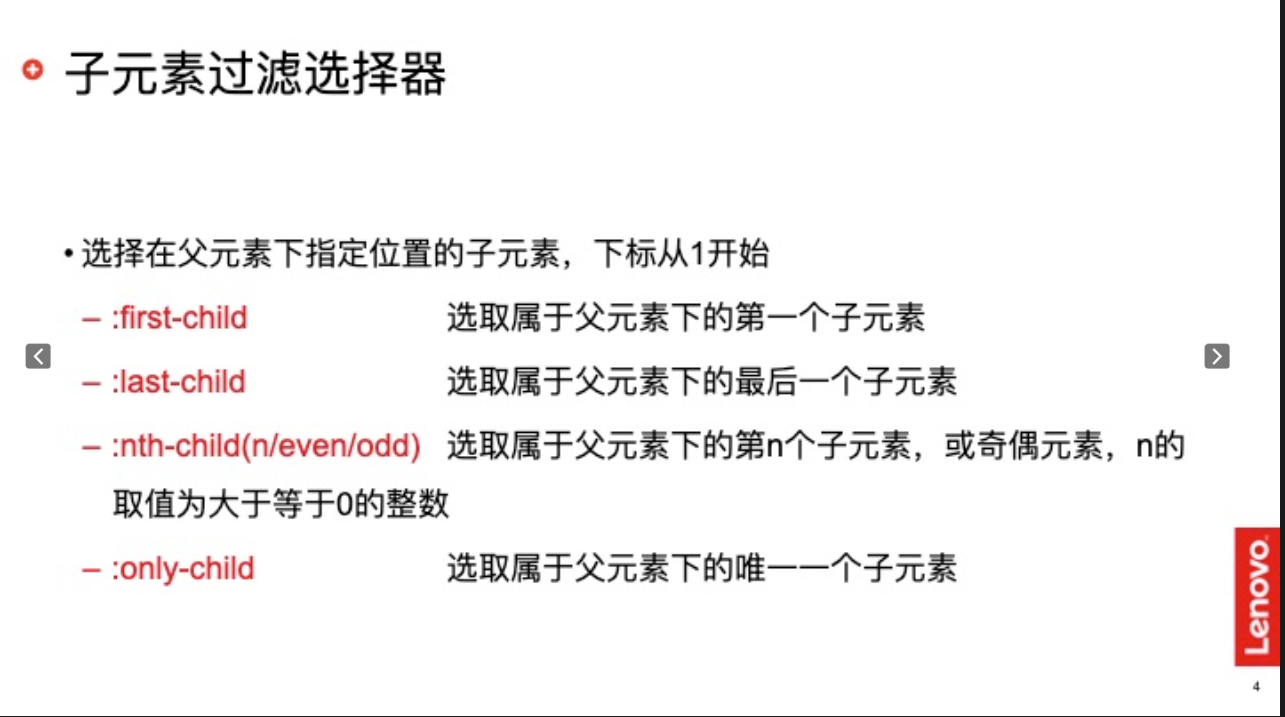 子元素过滤选择器
• 选择在父元素下指定位置的子元素，下标从1开始
– :first-child 选取属于父元素下的第一个子元素
– :last-child 选取属于父元素下的最后一个子元素
– :nth-child(n/even/odd) 选取属于父元素下的第n个子元素，或奇偶元素，n的
取值为大于等于0的整数
– :only-child 选取属于父元素下的唯一一个子元素
Lenovo
4